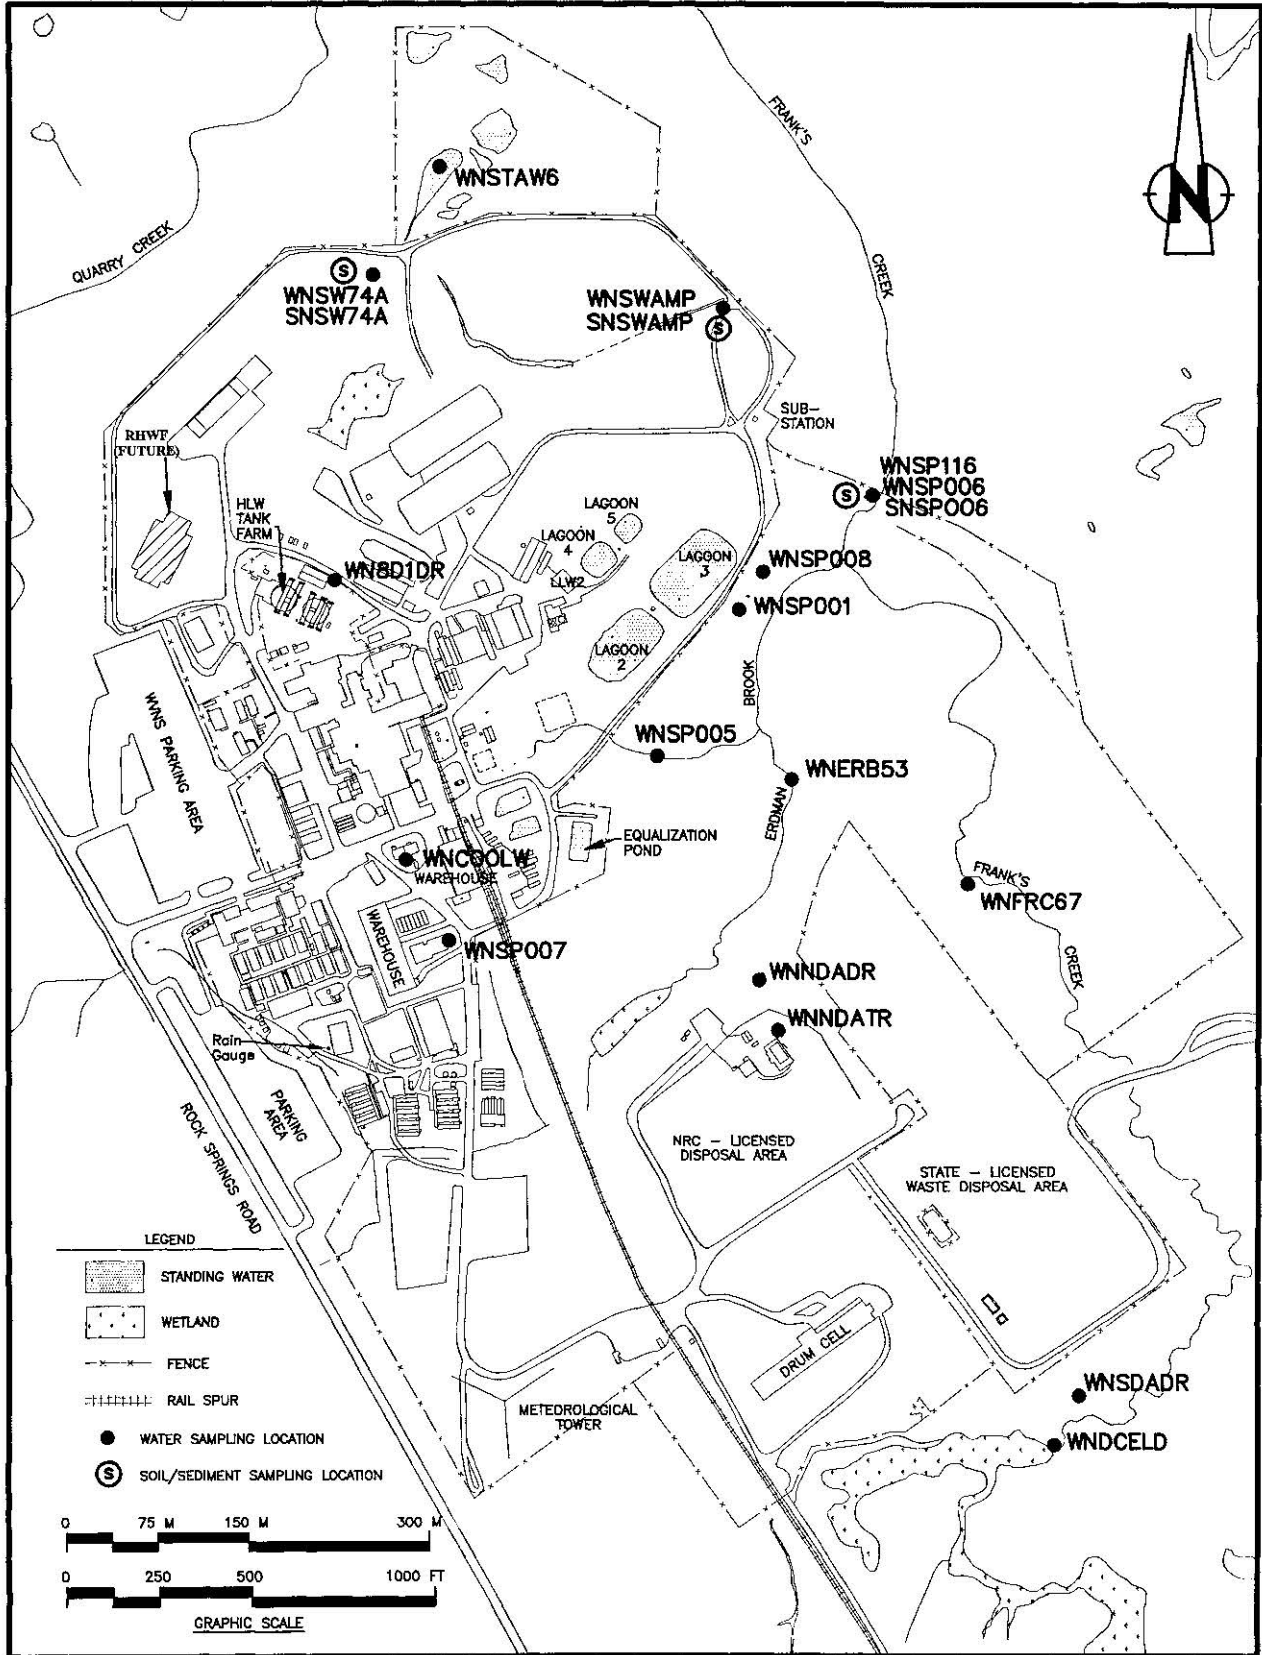 FRANK'S
CREEK
N
WNSTAW6
QUARRY CREEK
WNSW74A
SNSW74A
S
WNSWAMP
SNSWAMP
S
SUB-
STATION
RHWF
(FUTURE)
WNSP116
WNSP006
SNSP006
S
HLW
TANK
FARM
LAGOON
5
LAGOON
4
LAGOON
3
LLW2
WN8D1DR
WNSP008
WNSP001
LAGOON
2
BROOK
WVNS PARKING AREA
WNSP005
WNERB53
ERDMAN
EQUALIZATION
POND
WNCOOLW
WAREHOUSE
FRANK'S
WNFRC67
CREEK
WAREHOUSE
WNSP007
WNNDADR
WNNDATR
Rain
Gauge
PARKING
AREA
ROCK SPRINGS ROAD
NRC – LICENSED
DISPOSAL AREA
STATE – LICENSED
WASTE DISPOSAL AREA
DRUM CELL
METEOROLOGICAL
TOWER
WNSDADR
WNDCELD
LEGEND
STANDING WATER
WETLAND
FENCE
RAIL SPUR
WATER SAMPLING LOCATION
S SOIL/SEDIMENT SAMPLING LOCATION
0 75 M 150 M 300 M
0 250 500 1000 FT
GRAPHIC SCALE